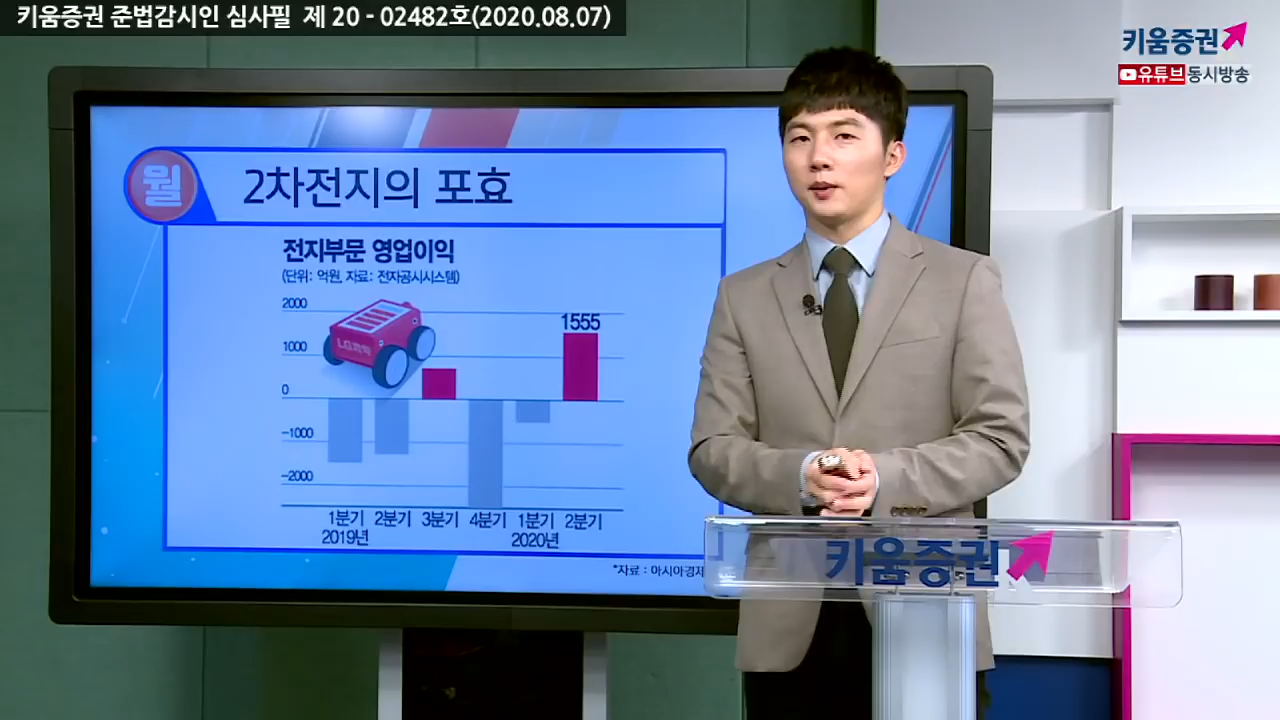 키움증권 준법감시인 심사필 제 20 - 02482호(2020.08.07)
키움증권
유튜브동시방송
월
2차전지의 포효
전지부문 영업이익
(단위: 억원, 자료: 전자공시시스템)
2000
1555
1000
LG화학
0
-1000
-2000
1분기 2분기 3분기 4분기 1분기 2분기
2019년 2020년
*자료 : 아시아경제
키움증권